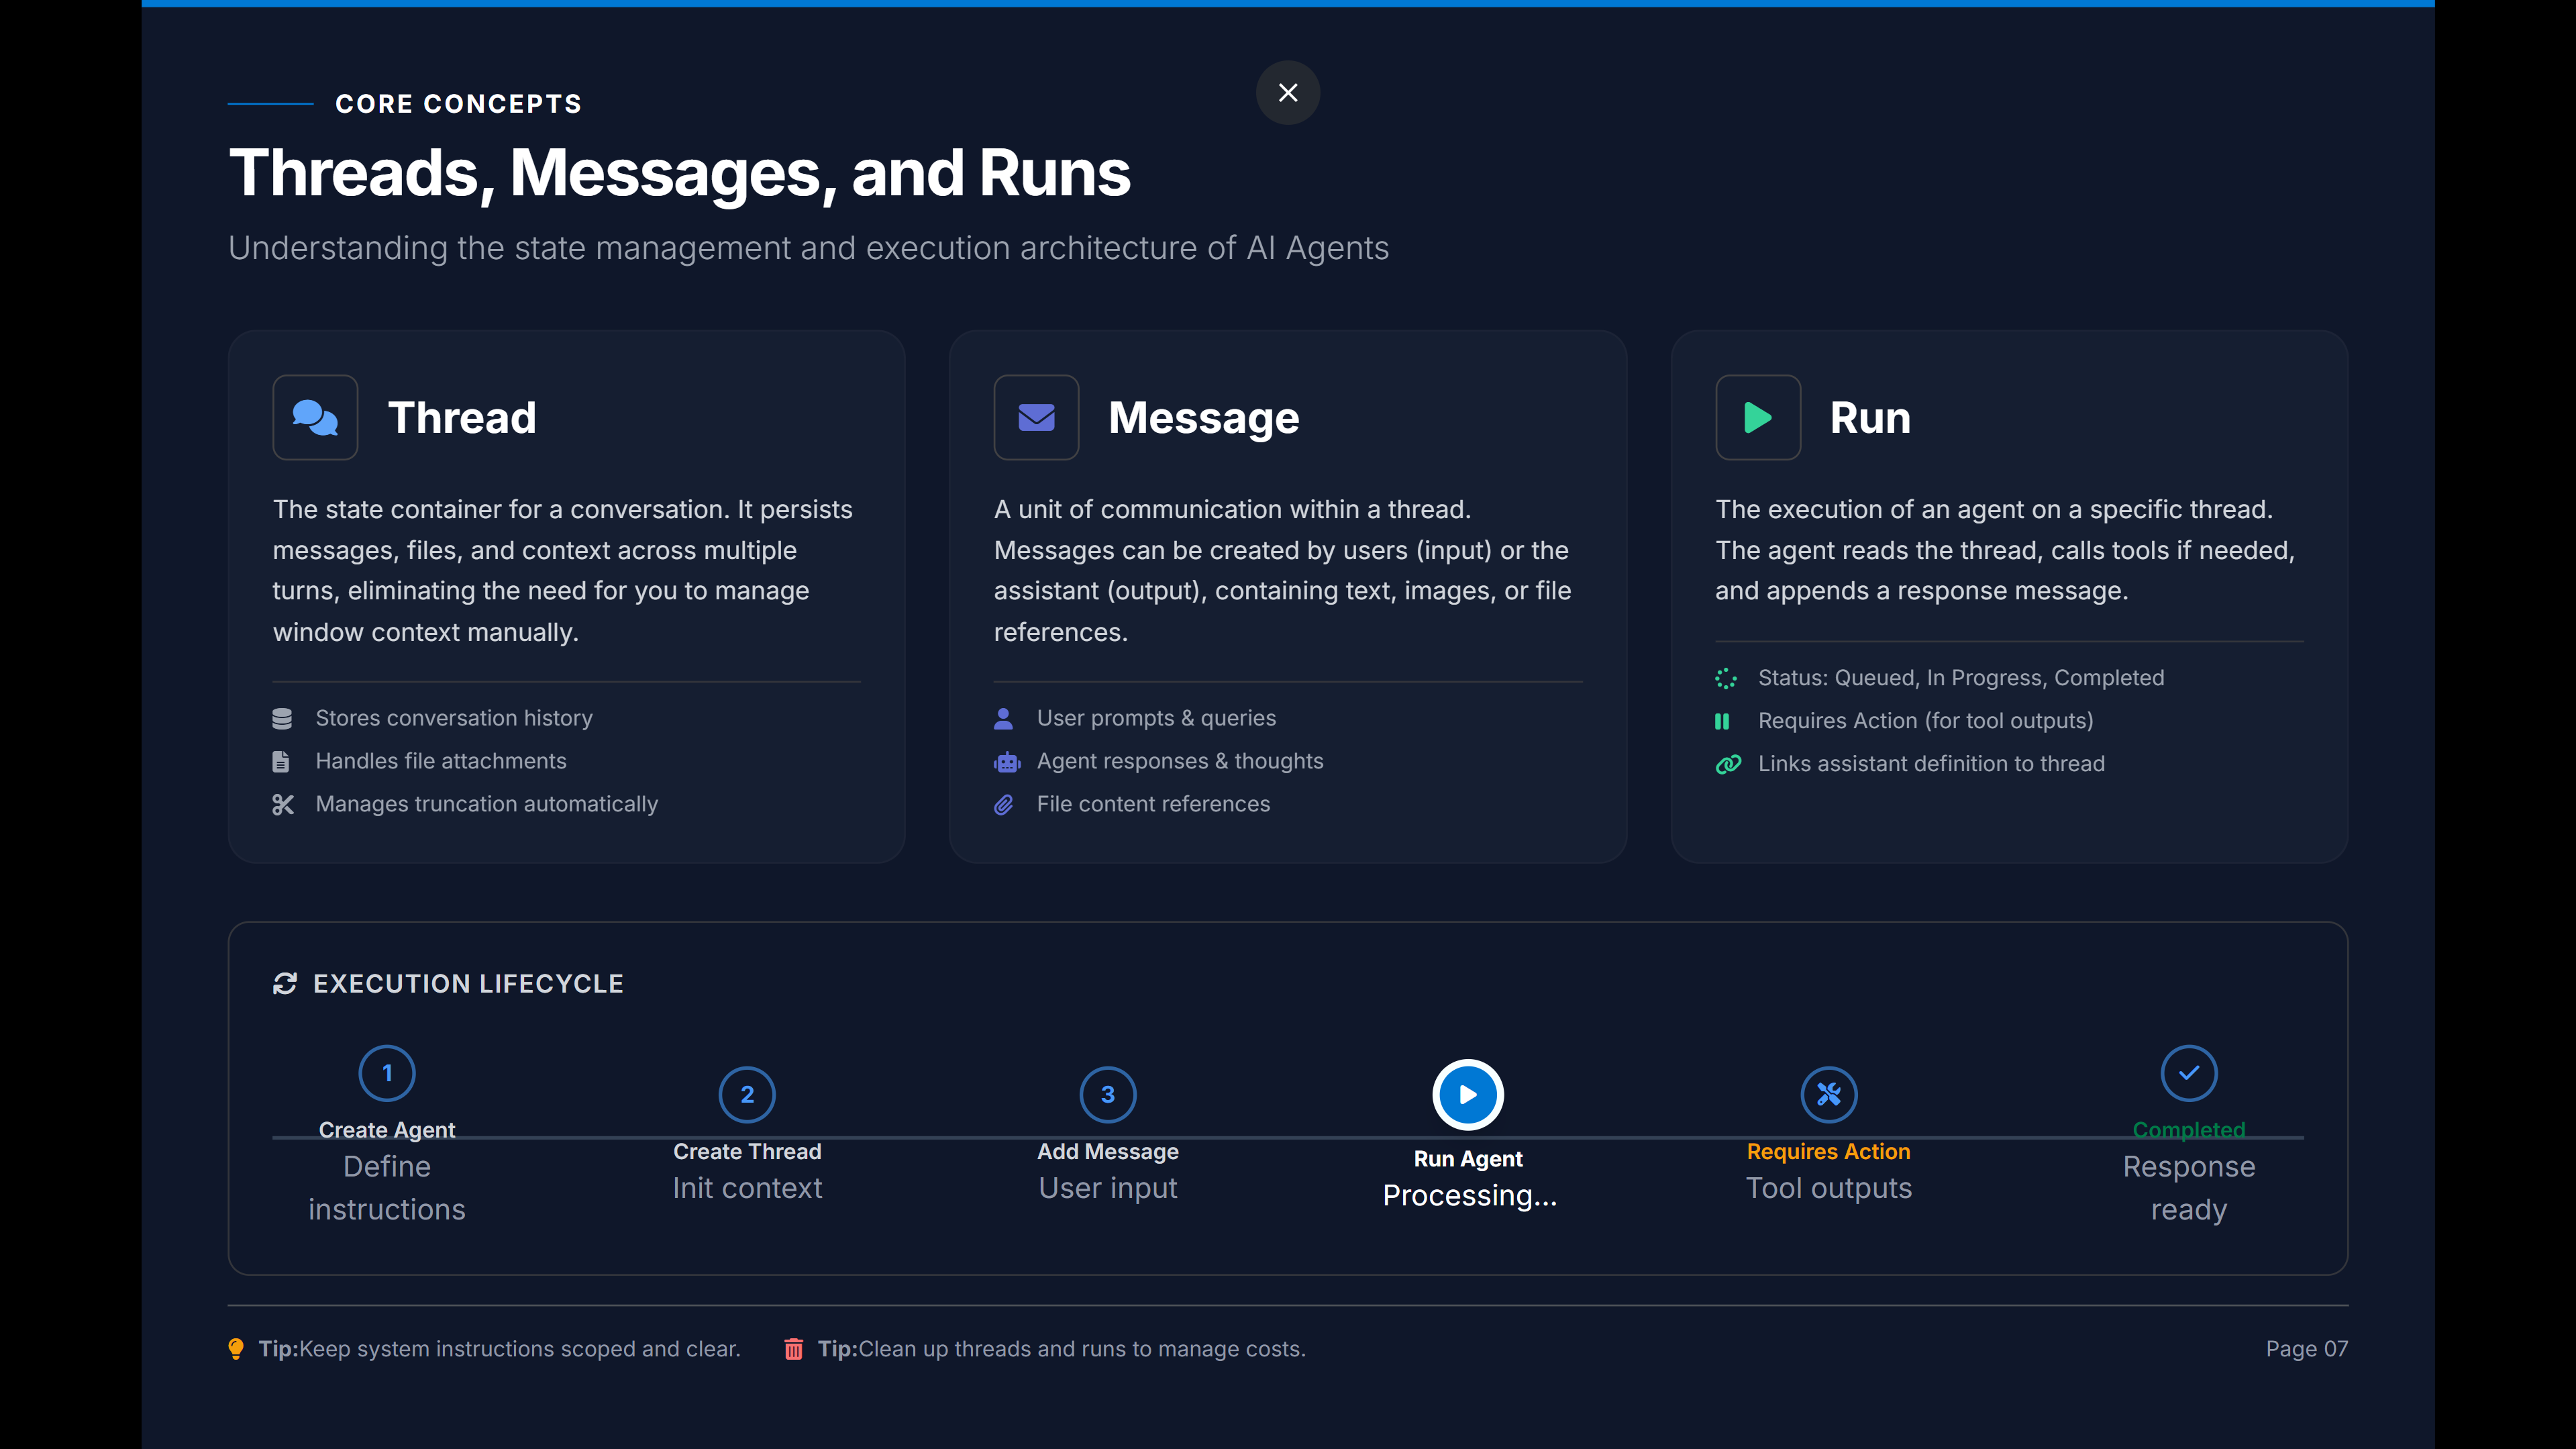 CORE CONCEPTS
Threads, Messages, and Runs
Understanding the state management and execution architecture of AI Agents
Thread
The state container for a conversation. It persists
messages, files, and context across multiple
turns, eliminating the need for you to manage
window context manually.
Stores conversation history
Handles file attachments
Manages truncation automatically
Message
A unit of communication within a thread.
Messages can be created by users (input) or the
assistant (output), containing text, images, or file
references.
User prompts & queries
Agent responses & thoughts
File content references
Run
The execution of an agent on a specific thread.
The agent reads the thread, calls tools if needed,
and appends a response message.
Status: Queued, In Progress, Completed
Requires Action (for tool outputs)
Links assistant definition to thread
EXECUTION LIFECYCLE
1
Create Agent
Define
instructions
2
Create Thread
Init context
3
Add Message
User input
Run Agent
Processing...
Requires Action
Tool outputs
Completed
Response
ready
Tip:Keep system instructions scoped and clear.
Tip:Clean up threads and runs to manage costs.
Page 07